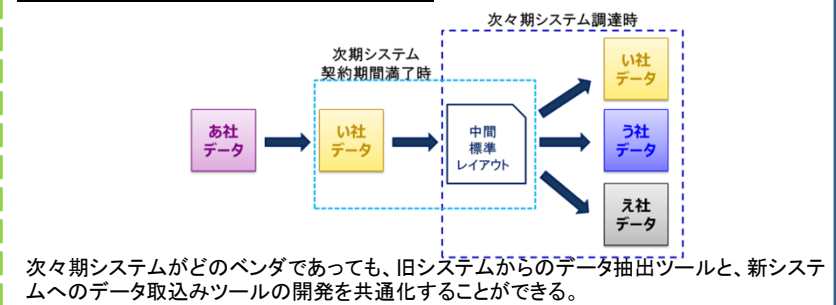 次々期システム調達時
次期システム
契約期間満了時
あ社
データ
い社
データ
中間
標準
レイアウト
い社
データ
う社
データ
え社
データ
次々期システムがどのベンダであっても、旧システムからのデータ抽出ツールと、新システ
ムへのデータ取込みツールの開発を共通化することができる。